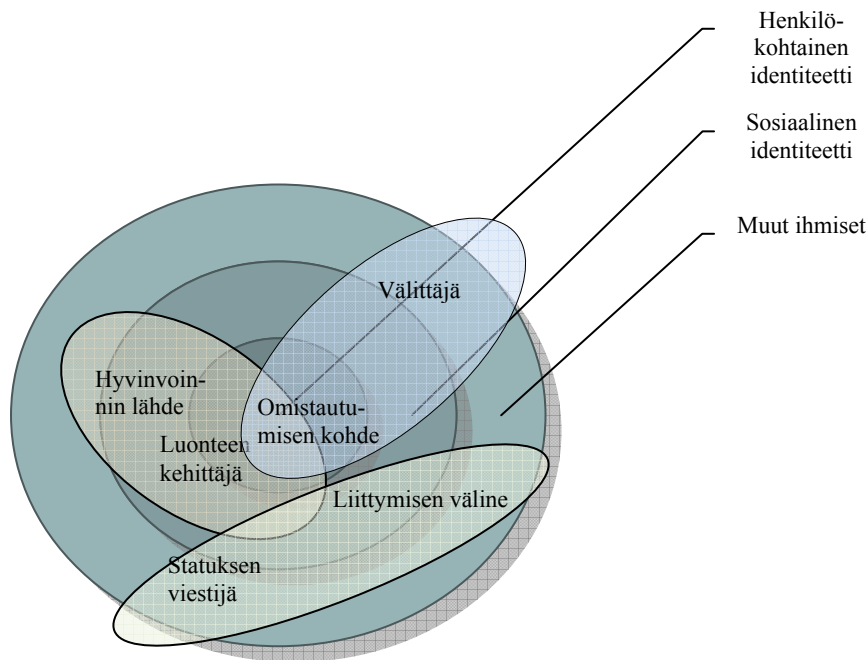 Henkilö-
kohtainen
identiteetti
Sosiaalinen
identiteetti
Muut ihmiset
Välittäjä
Hyvinvoin-
nin lähde
Omistautu-
misen kohde
Luonteen
kehittäjä
Liittymisen väline
Statuksen
viestijä